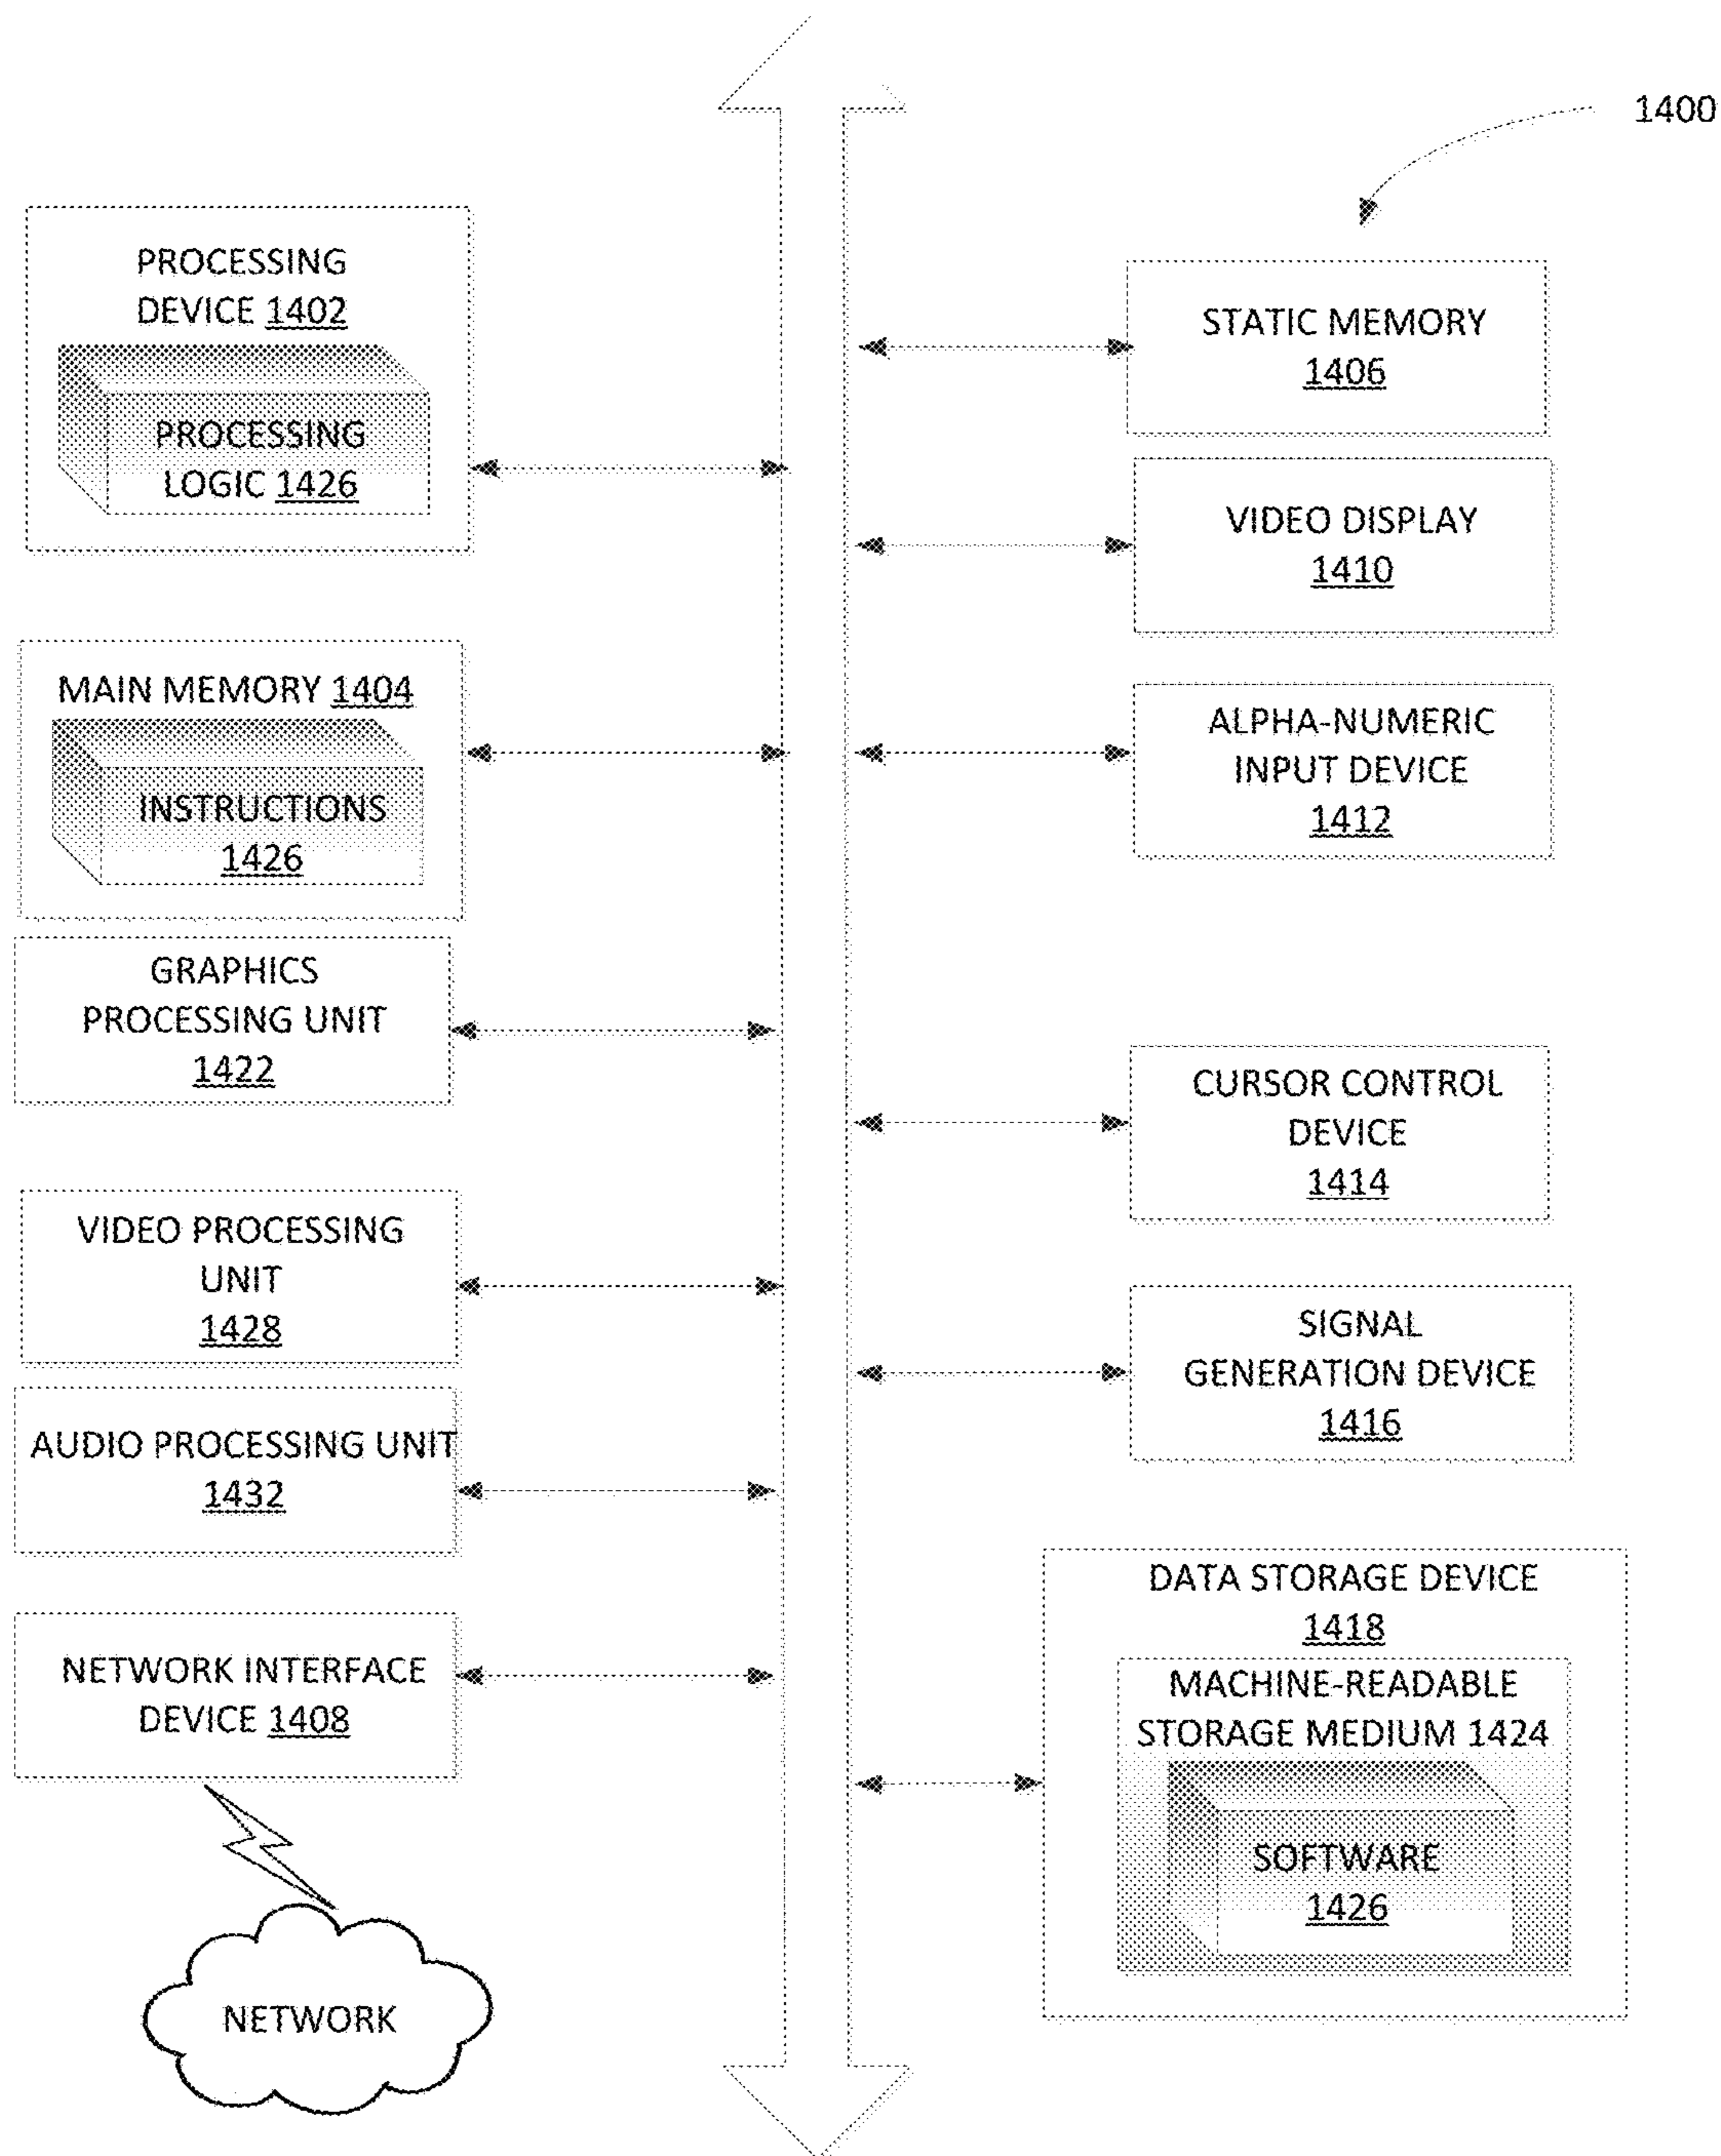 1400
PROCESSING
DEVICE 1402
PROCESSING
LOGIC 1426
MAIN MEMORY 1404
INSTRUCTIONS
1426
GRAPHICS
PROCESSING UNIT
1422
VIDEO PROCESSING
UNIT
1428
AUDIO PROCESSING UNIT
1432
NETWORK INTERFACE
DEVICE 1408
NETWORK
STATIC MEMORY
1406
VIDEO DISPLAY
1410
ALPHA-NUMERIC
INPUT DEVICE
1412
CURSOR CONTROL
DEVICE
1414
SIGNAL
GENERATION DEVICE
1416
DATA STORAGE DEVICE
1418
MACHINE-READABLE
STORAGE MEDIUM 1424
SOFTWARE
1426